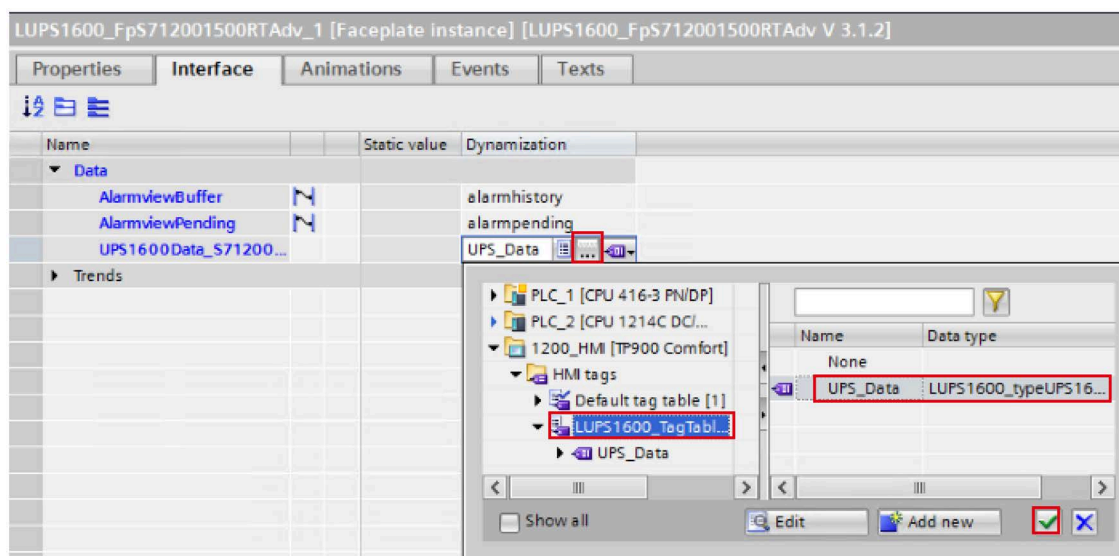 LUPS1600_FpS712001500RTAdv_1 [Faceplate instance] [LUPS1600_FpS712001500RTAdv V 3.1.2]
Properties Interface Animations Events Texts
Name Static value Dynamization
Data
AlarmviewBuffer alarmhistory
AlarmviewPending alarmpending
UPS1600Data_S71200... UPS_Data ...
Trends
PLC_1 [CPU 416-3 PN/DP]
PLC_2 [CPU 1214C DC/...
1200_HMI [TP900 Comfort]
HMI tags
Default tag table [1]
LUPS1600_TagTabl...
UPS_Data
Name Data type
None
UPS_Data LUPS1600_typeUPS16...
Show all Edit Add new